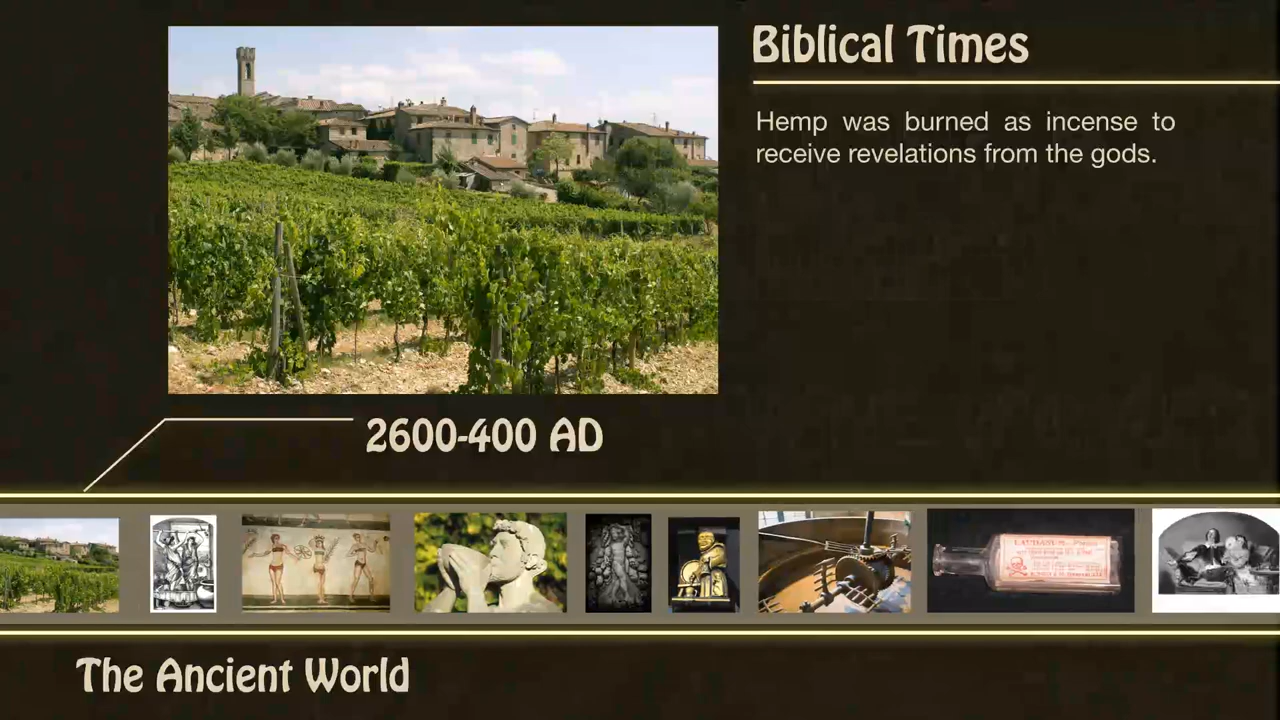 Biblical Times
Hemp was burned as incense to
receive revelations from the gods.
2600-400 AD
LAUDANUM
The Ancient World